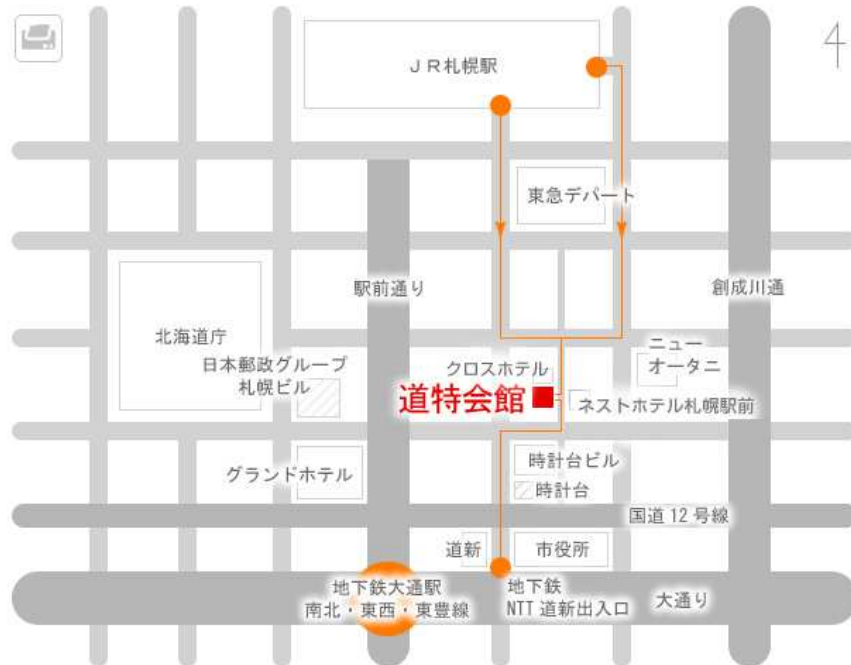 JR札幌駅
東急デパート
駅前通り
創成川通
北海道庁
日本郵政グループ
札幌ビル
クロスホテル
ニュー
オータニ
道特会館
ネストホテル札幌駅前
グランドホテル
時計台ビル
時計台
国道12号線
道新
市役所
地下鉄大通駅
南北・東西・東豊線
地下鉄
NTT道新出入口
大通り